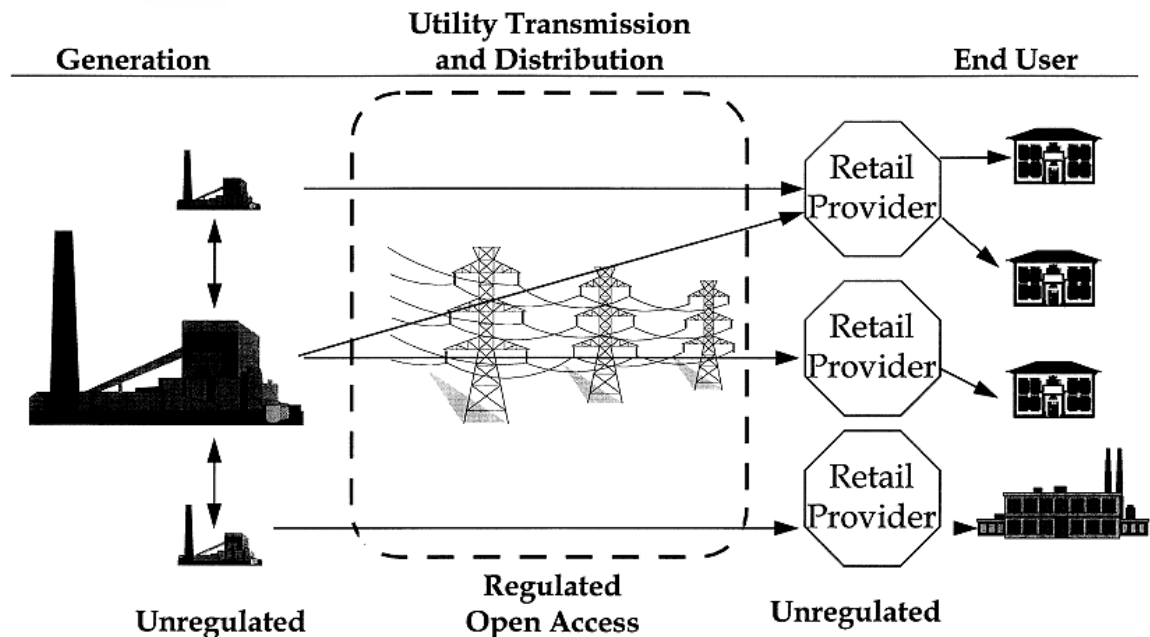 Generation
Utility Transmission
and Distribution
End User
Retail
Provider
Retail
Provider
Retail
Provider
Unregulated
Regulated
Open Access
Unregulated